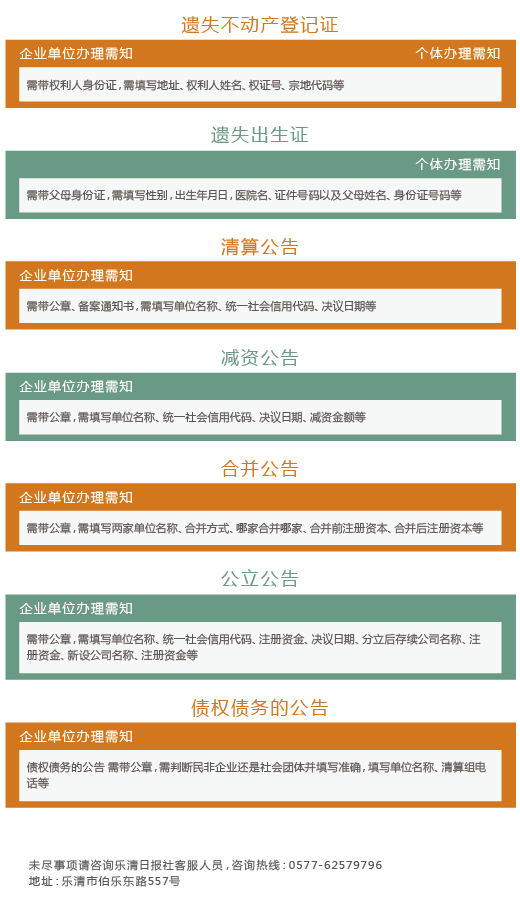 遗失不动产登记证
企业单位办理需知 个体办理需知
需带权利人身份证,需填写地址、权利人姓名、权证号、宗地代码等
遗失出生证
个体办理需知
需带父母身份证,需填写性别,出生年月日,医院名、证件号码以及父母姓名、身份证号码等
清算公告
企业单位办理需知
需带公章、备案通知书,需填写单位名称、统一社会信用代码、决议日期等
减资公告
企业单位办理需知
需带公章,需填写单位名称、统一社会信用代码、决议日期、减资金额等
合并公告
企业单位办理需知
需带公章,需填写两家单位名称、合并方式、哪家合并哪家、合并前注册资本、合并后注册资本等
公立公告
企业单位办理需知
需带公章,需填写单位名称、统一社会信用代码、注册资金、决议日期、分立后存续公司名称、注
册资金、新设公司名称、注册资金等
债权债务的公告
企业单位办理需知
债权债务的公告 需带公章,需判断民非企业还是社会团体并填写准确,填写单位名称、清算组电
话等
未尽事项请咨询乐清日报社客服人员,咨询热线:0577-62579796
地址:乐清市伯乐东路557号